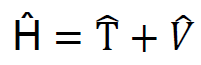 Ĥ = T̂ + V̂